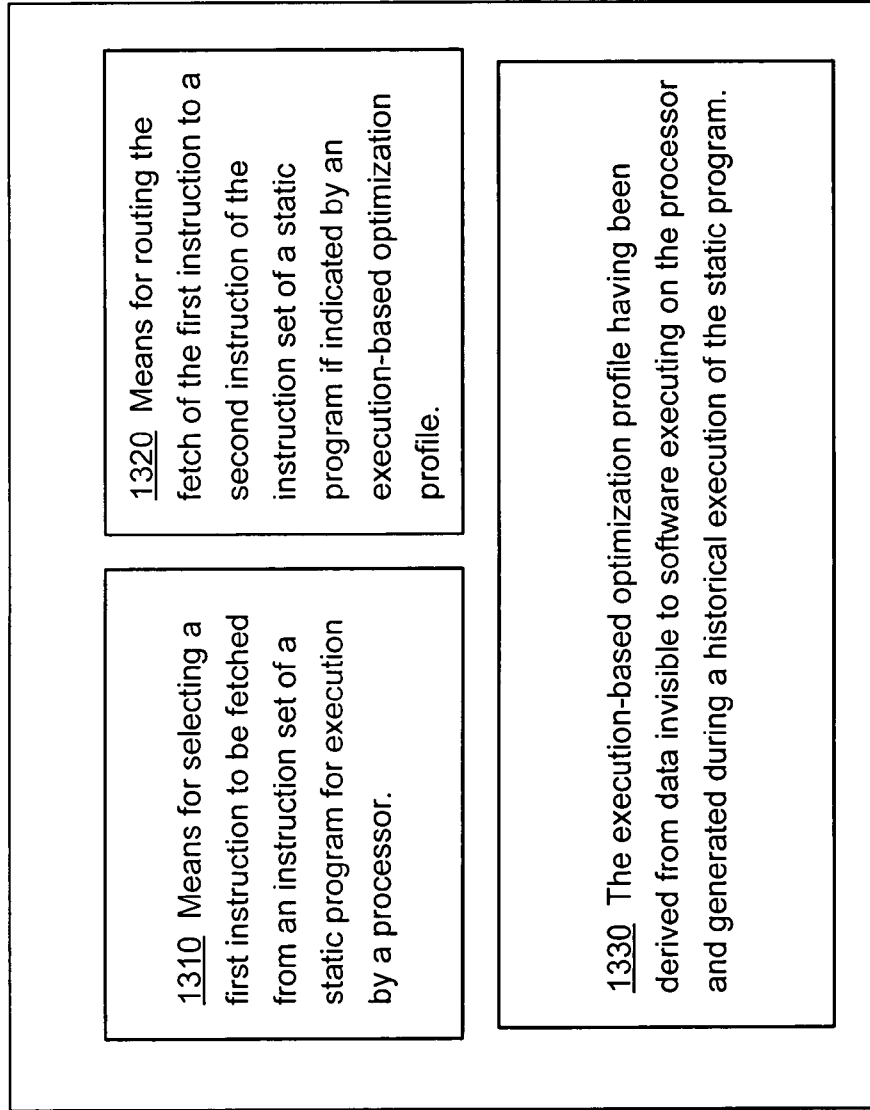 1310 Means for selecting a
first instruction to be fetched
from an instruction set of a
static program for execution
by a processor.
1320 Means for routing the
fetch of the first instruction to a
second instruction of the
instruction set of a static
program if indicated by an
execution-based optimization
profile.
1330 The execution-based optimization profile having been
derived from data invisible to software executing on the processor
and generated during a historical execution of the static program.